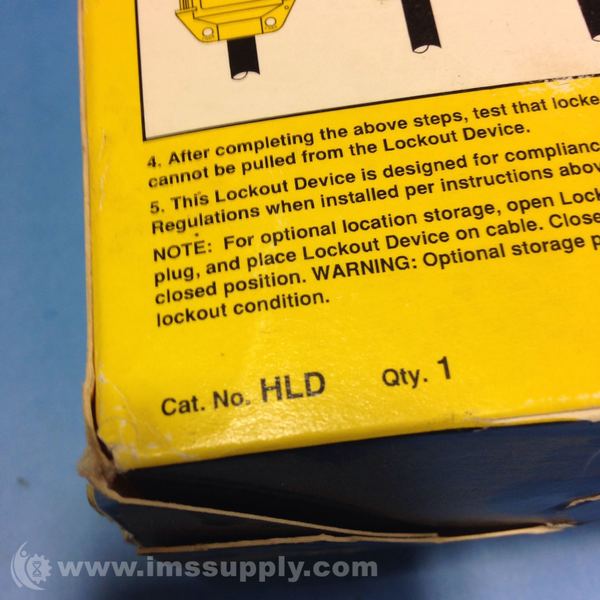 4. After completing the above steps, test that locke
cannot be pulled from the Lockout Device.
5. This Lockout Device is designed for compliance
Regulations when installed per instructions abov
NOTE: For optional location storage, open Lock
plug, and place Lockout Device on cable. Close
closed position. WARNING: Optional storage p
lockout condition.
Cat. No. HLD Qty. 1
www.imssupply.com